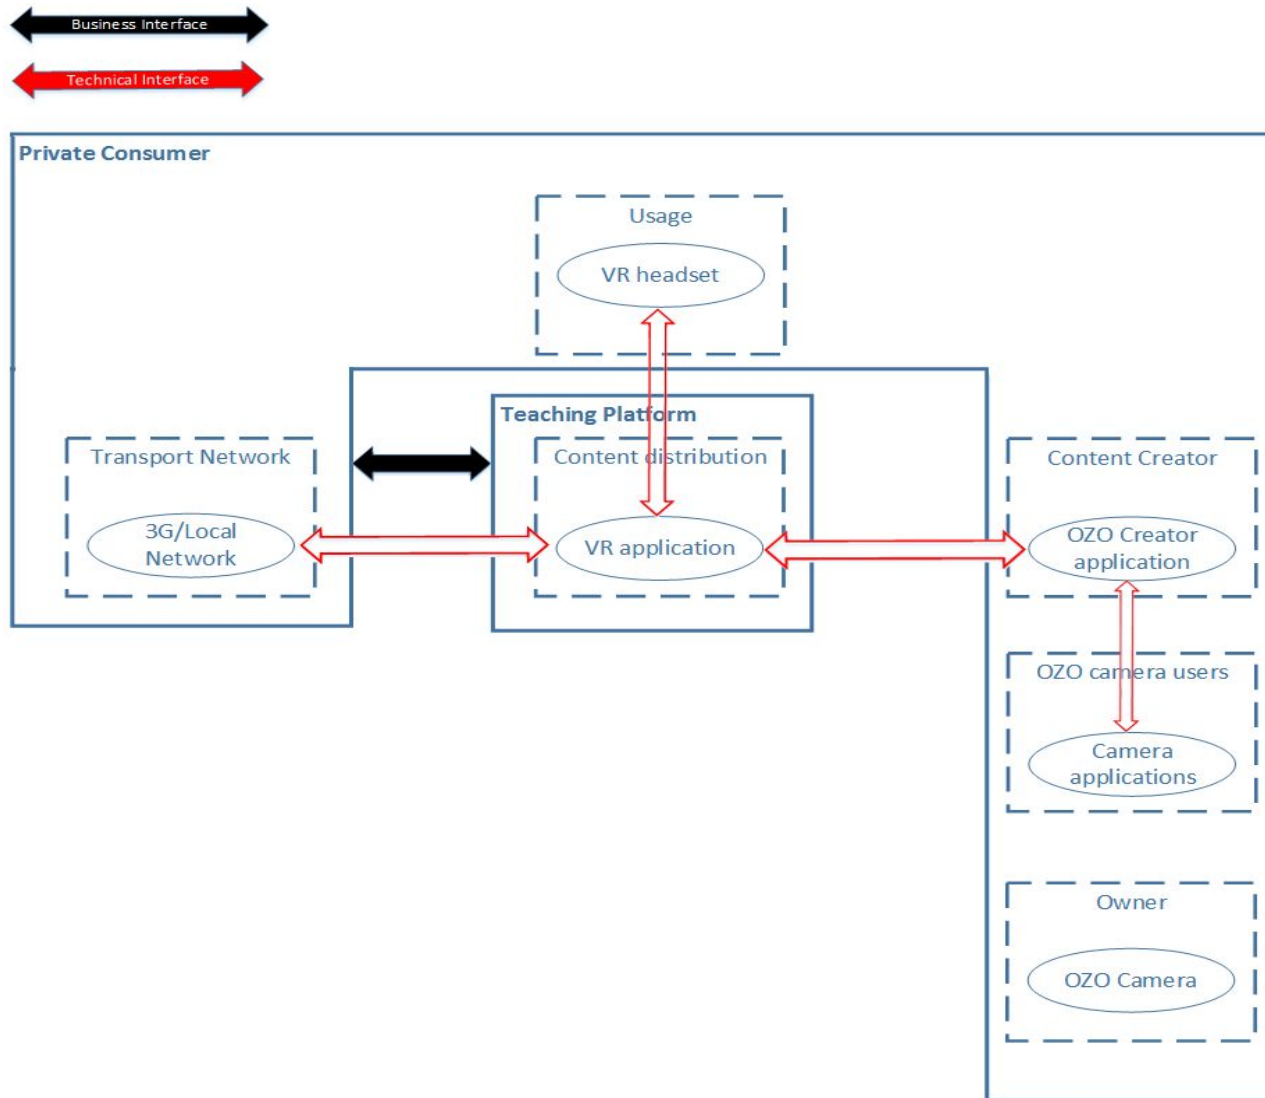 Business Interface
Technical Interface
Private Consumer
Usage
VR headset
Teaching Platform
Transport Network
Content distribution
Content Creator
3G/Local
Network
VR application
OZO Creator
application
OZO camera users
Camera
applications
Owner
OZO Camera